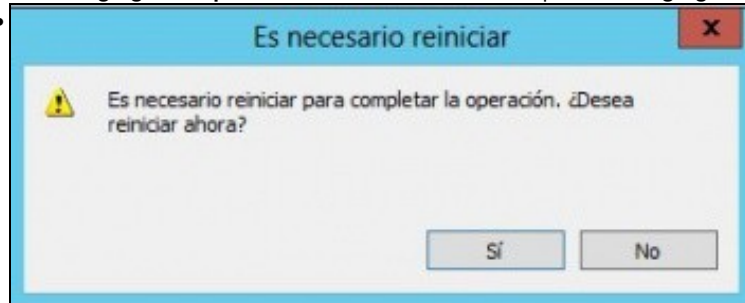 Es necesario reiniciar
x
Es necesario reiniciar para completar la operación. ¿Desea
reiniciar ahora?
Sí
No